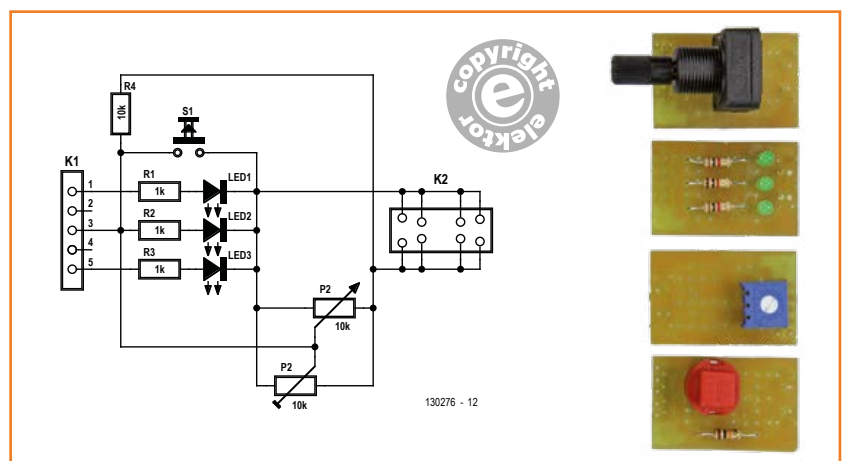 copyright
e
elektor
R4
10k
S1
K1
1
2
3
4
5
R1
1k
LED1
R2
1k
LED2
R3
1k
LED3
K2
P2
10k
P2
10k
130276 - 12